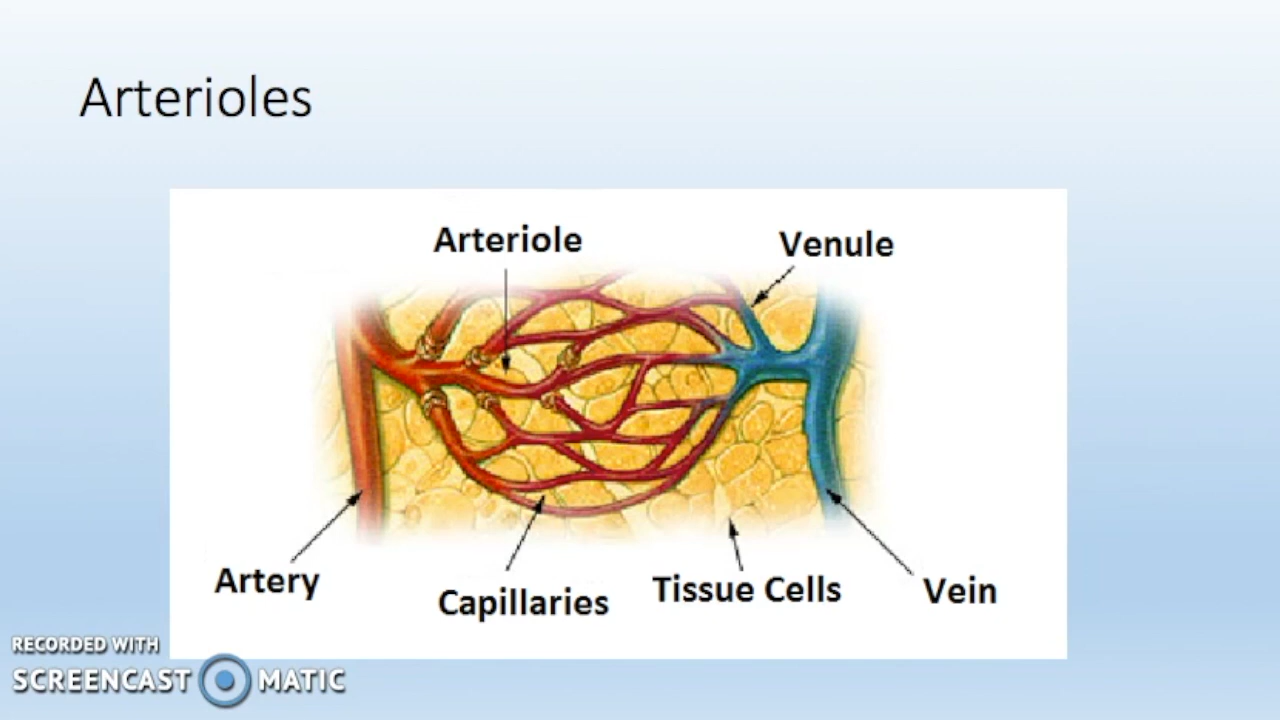 Arterioles
Arteriole
Venule
Artery
Capillaries
Tissue Cells
Vein
RECORDED WITH
SCREENCAST MATIC